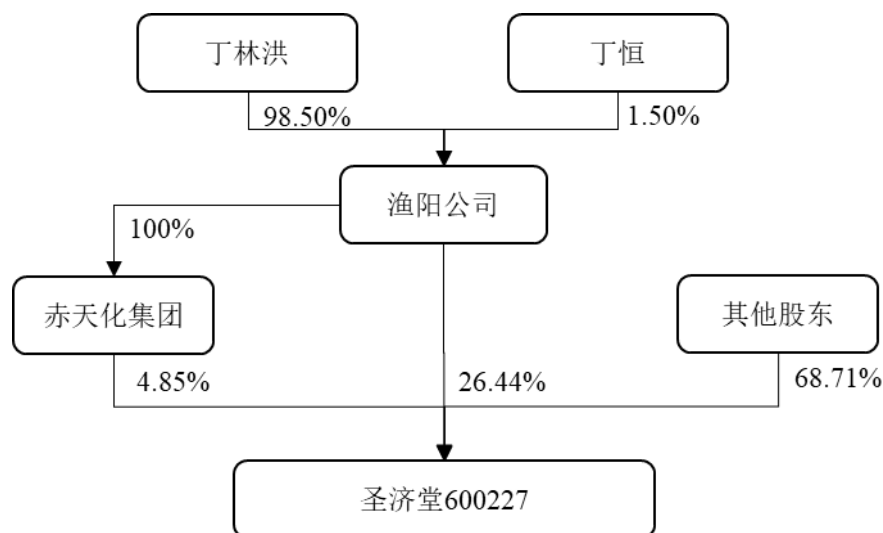 丁林洪
丁恒
98.50%
1.50%
渔阳公司
100%
赤天化集团
其他股东
4.85%
26.44%
68.71%
圣济堂600227